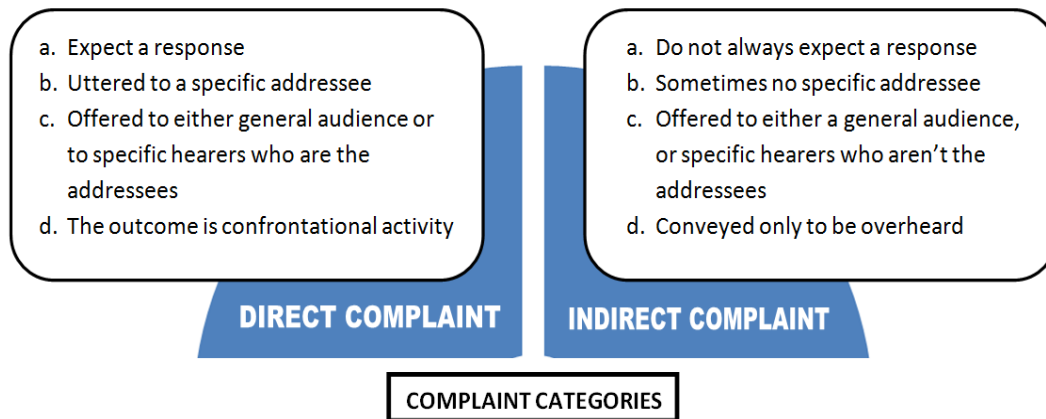 a. Expect a response
b. Uttered to a specific addressee
c. Offered to either general audience or
to specific hearers who are the
addressees
d. The outcome is confrontational activity
DIRECT COMPLAINT
a. Do not always expect a response
b. Sometimes no specific addressee
c. Offered to either a general audience,
or specific hearers who aren't the
addressees
d. Conveyed only to be overheard
INDIRECT COMPLAINT
COMPLAINT CATEGORIES